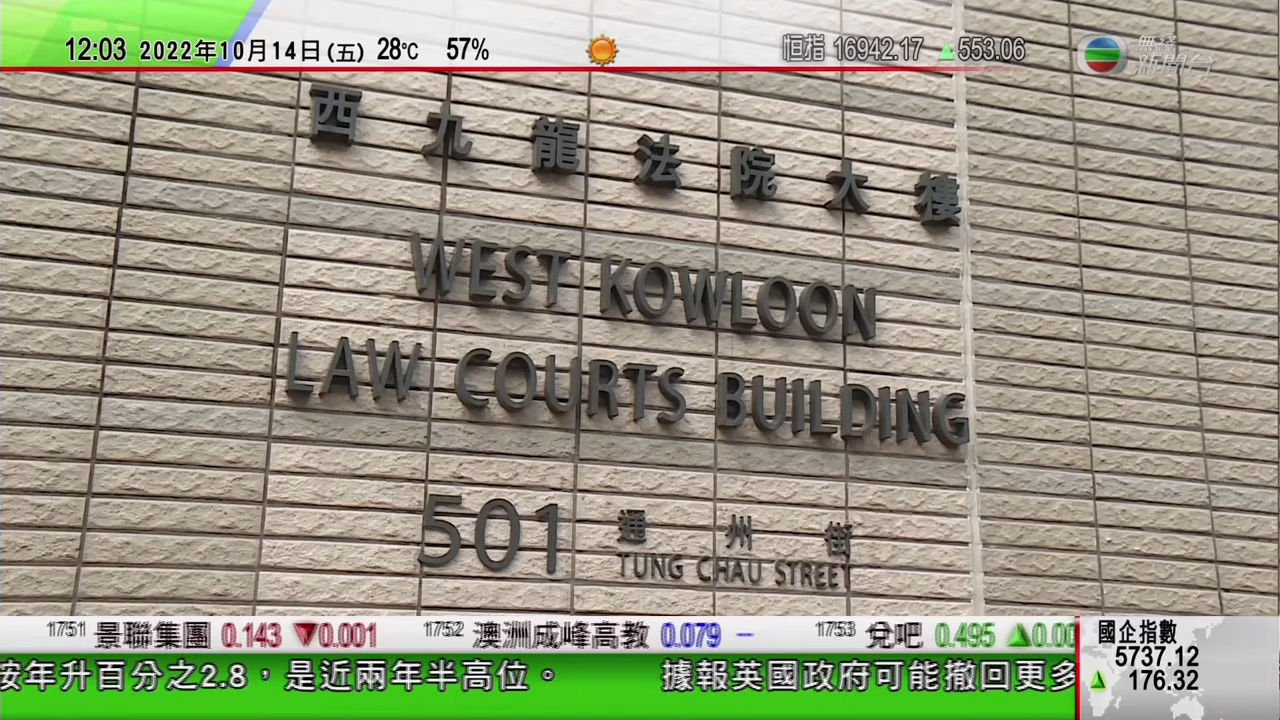 12:03 2022年10月14日(五) 28℃ 57% 恒指 16942.17 ▲553.06 無綫
新聞台
西九龍法院大樓
WEST KOWLOON
LAW COURTS BUILDING
501 通州街
TUNG CHAU STREET
1751 景聯集團 0.143 ▼0.001 1752 澳洲成峰高教 0.079 – 1753 兌吧 0.495 ▲0.00
國企指數
5737.12
▲ 176.32
按年升百分之2.8，是近兩年半高位。 據報英國政府可能撤回更多